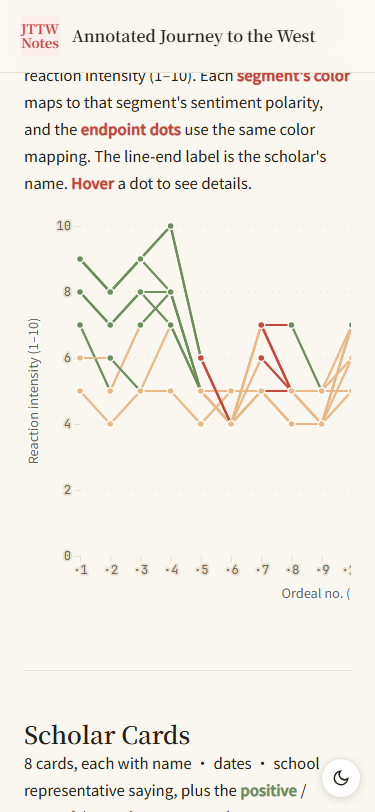 JTTW
Notes
Annotated Journey to the West
reaction intensity (1–10). Each segment's color
maps to that segment's sentiment polarity,
and the endpoint dots use the same color
mapping. The line-end label is the scholar's
name. Hover a dot to see details.
Reaction intensity (1–10)
10
8
6
4
2
0
·1 ·2 ·3 ·4 ·5 ·6 ·7 ·8 ·9
Ordeal no. (
Scholar Cards
8 cards, each with name · dates · school
representative saying, plus the positive /